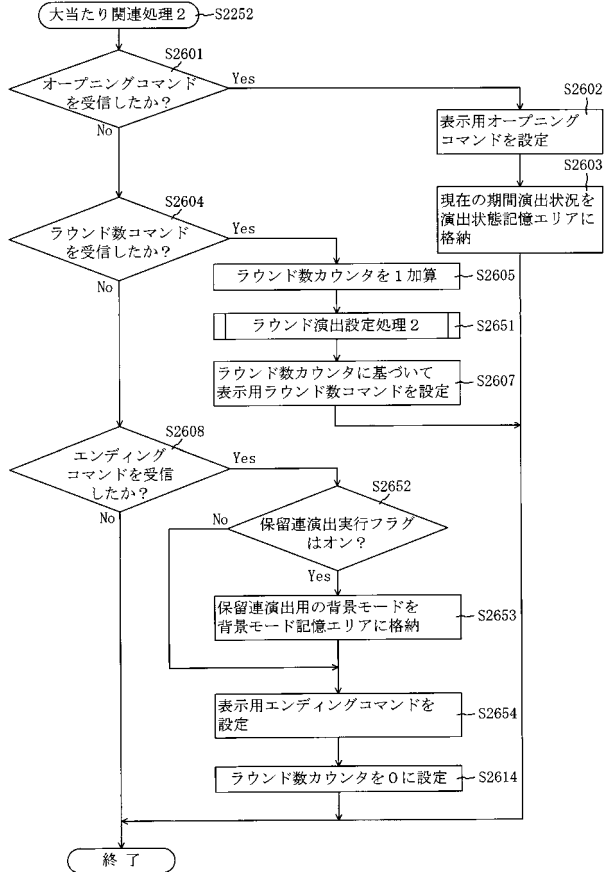 大当たり関連処理2
S2252
S2601
オープニングコマンド
を受信したか?
Yes
No
S2602
表示用オープニング
コマンドを設定
S2603
現在の期間演出状況を
演出状態記憶エリアに
格納
S2604
ラウンド数コマンド
を受信したか?
Yes
No
ラウンド数カウンタを1加算
S2605
ラウンド演出設定処理2
S2651
ラウンド数カウンタに基づいて
表示用ラウンド数コマンドを設定
S2607
S2608
エンディング
コマンドを受信
したか?
Yes
No
S2652
保留連演出実行フラグ
はオン?
No
Yes
保留連演出用の背景モードを
背景モード記憶エリアに格納
S2653
表示用エンディングコマンドを
設定
S2654
ラウンド数カウンタを0に設定
S2614
終了